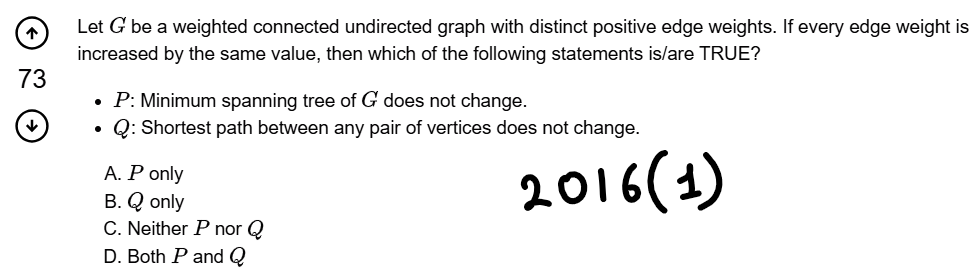 Let G be a weighted connected undirected graph with distinct positive edge weights. If every edge weight is
increased by the same value, then which of the following statements is/are TRUE?
73
• P: Minimum spanning tree of G does not change.
• Q: Shortest path between any pair of vertices does not change.
A. P only
B. Q only
C. Neither P nor Q
D. Both P and Q
2016(1)